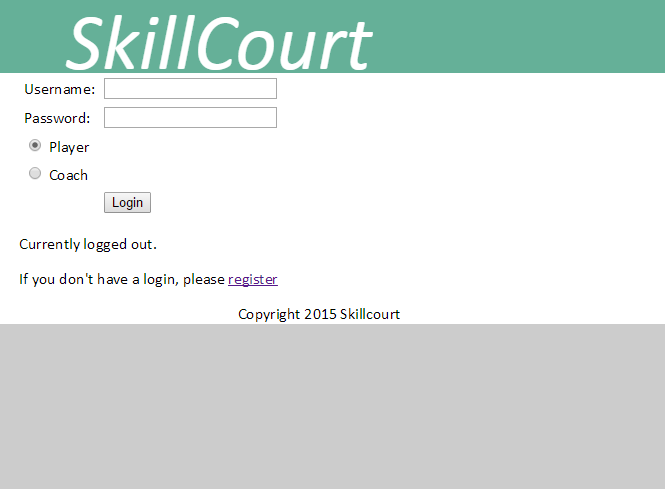 SkillCourt
Username:
Password:
Player
Coach
Login
Currently logged out.
If you don't have a login, please register
Copyright 2015 Skillcourt